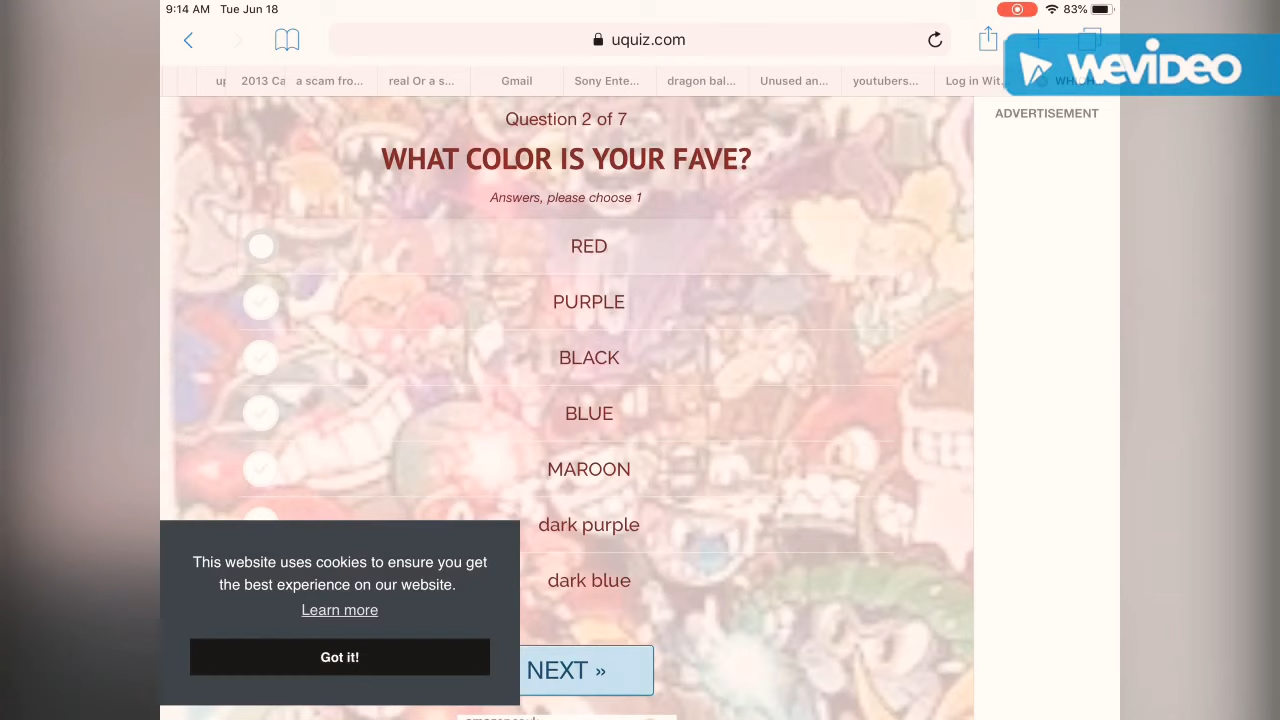 9:14 AM Tue Jun 18
83%
uquiz.com
up
2013 Ca
a scam fro...
real Or a s...
Gmail
Sony Ente...
dragon bal...
Unused an...
youtubers...
Log in Wit...
WEVIDEO
ADVERTISEMENT
Question 2 of 7
WHAT COLOR IS YOUR FAVE?
Answers, please choose 1
RED
PURPLE
BLACK
BLUE
MAROON
dark purple
dark blue
This website uses cookies to ensure you get
the best experience on our website.
Learn more
Got it!
NEXT »